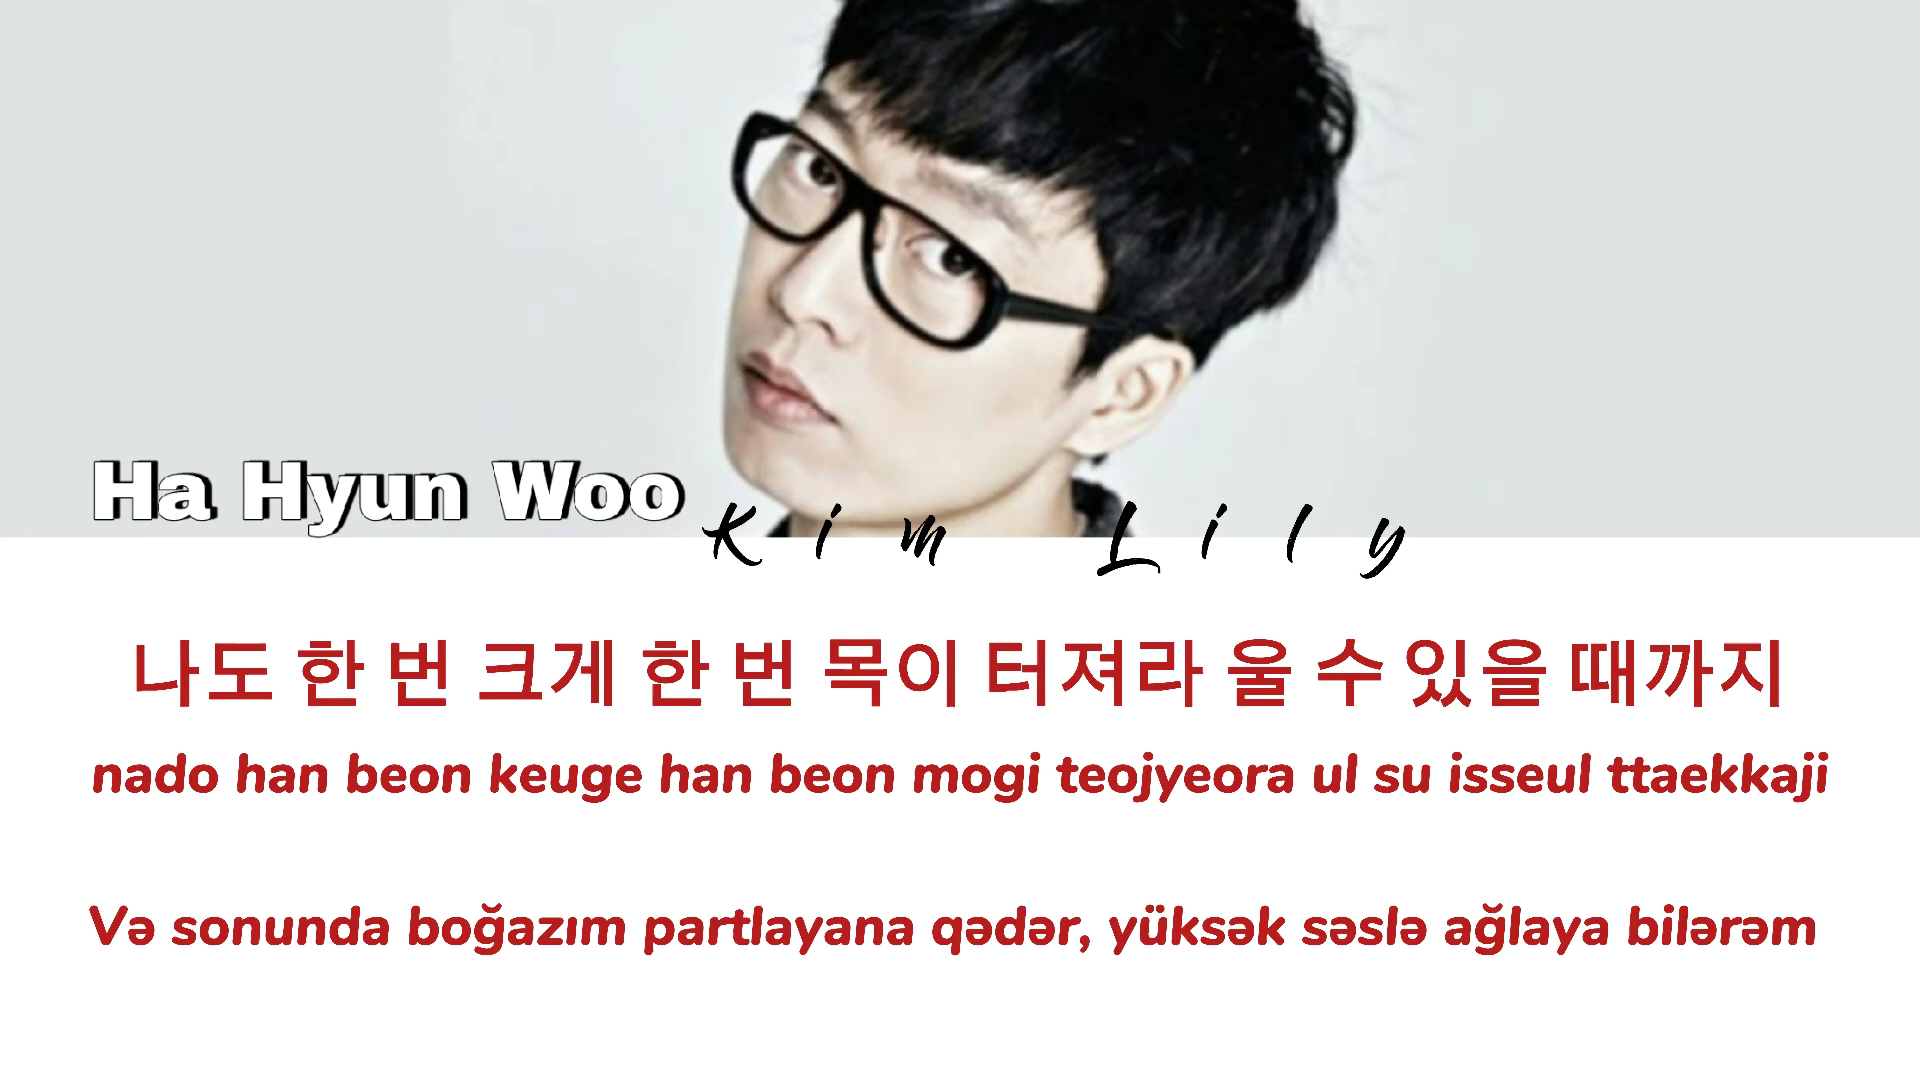 Ha Hyun Woo
Kim Lily
나도 한 번 크게 한 번 목이 터져라 울 수 있을 때까지
nado han beon keuge han beon mogi teojyeora ul su isseul ttaekkaji
Və sonunda boğazım partlayana qədər, yüksək səslə ağlaya bilərəm